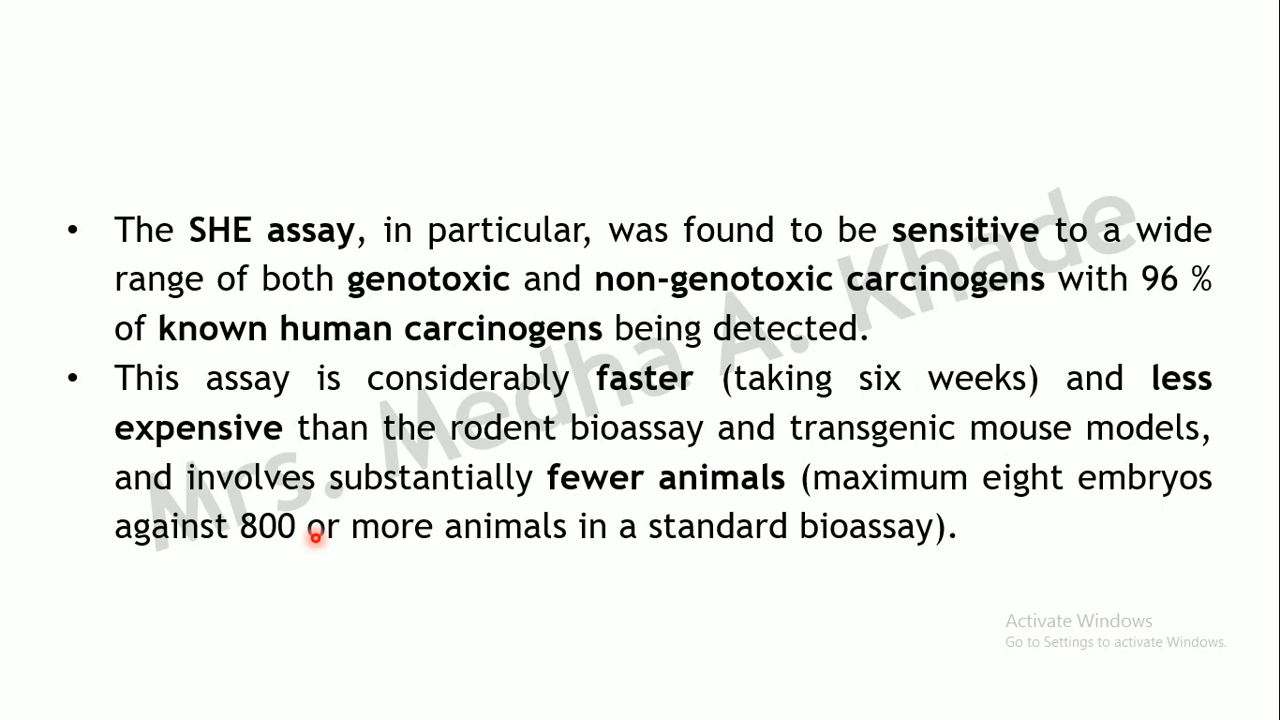 • The SHE assay, in particular, was found to be sensitive to a wide
range of both genotoxic and non-genotoxic carcinogens with 96 %
of known human carcinogens being detected.
• This assay is considerably faster (taking six weeks) and less
expensive than the rodent bioassay and transgenic mouse models,
and involves substantially fewer animals (maximum eight embryos
against 800 or more animals in a standard bioassay).
Mrs. Medha A. Khade
Activate Windows
Go to Settings to activate Windows.